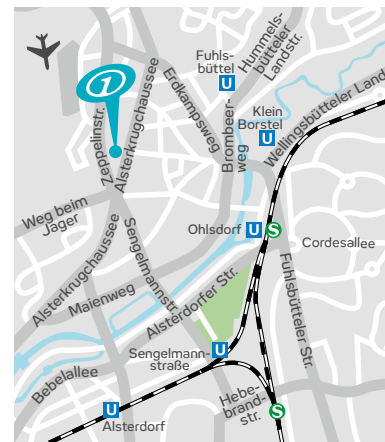 Fuhls-
büttel
U
Hummels-
bütteler
Landstr.
i
Zeppelinstr.
Alsterkrugchaussee
Erdkampsweg
Brombeer-
weg
Klein
Borstel
U
Wellingsbütteler Land
Weg beim
Jäger
Alsterkrugchaussee
Sengelmannstr.
Maienweg
Ohlsdorf
U
S
Cordesallee
Alsterdorfer Str.
Fuhlsbütteler Str.
Bebelallee
Sengelmann-
straße
U
Hebe-
brand-
str.
S
U
Alsterdorf